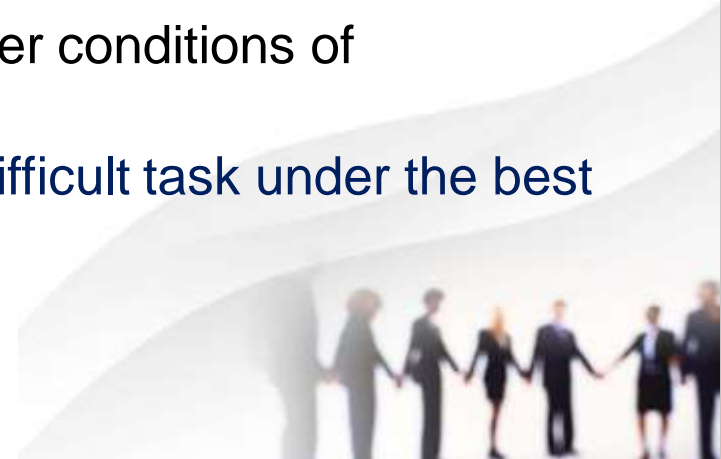 er conditions of
ifficult task under the best